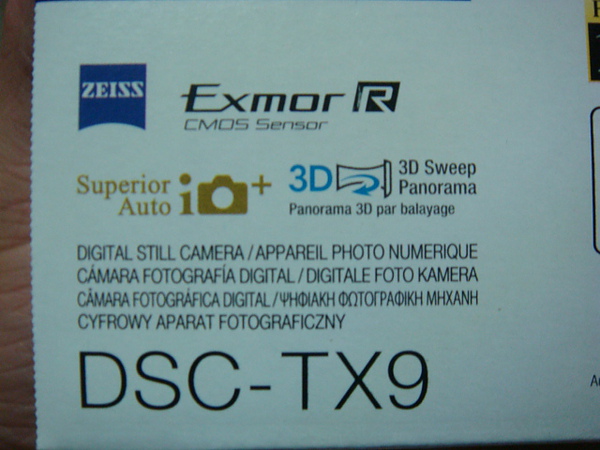 ZEISS
Exmor R
CMOS Sensor
Superior
Auto i +
3D
3D Sweep
Panorama
Panorama 3D par balayage
DIGITAL STILL CAMERA / APPAREIL PHOTO NUMERIQUE
CÁMARA FOTOGRAFÍA DIGITAL / DIGITALE FOTO KAMERA
CÂMARA FOTOGRÁFICA DIGITAL / ΨΗΦΙΑΚΗ ΦΩΤΟΓΡΑΦΙΚΗ ΜΗΧΑΝΗ
CYFROWY APARAT FOTOGRAFICZNY
DSC-TX9